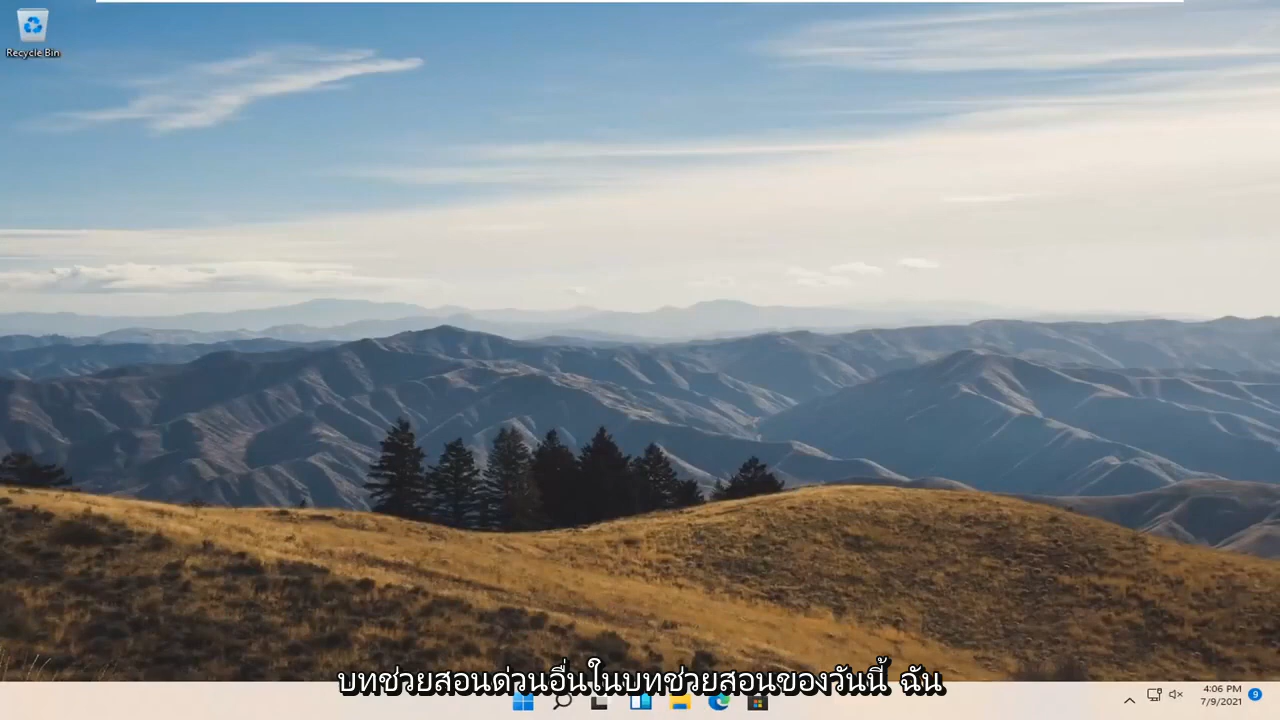 Recycle Bin
บทช่วยสอนด่วนอื่นในบทช่วยสอนของวันนี้ ฉัน
4:06 PM
7/9/2021
9